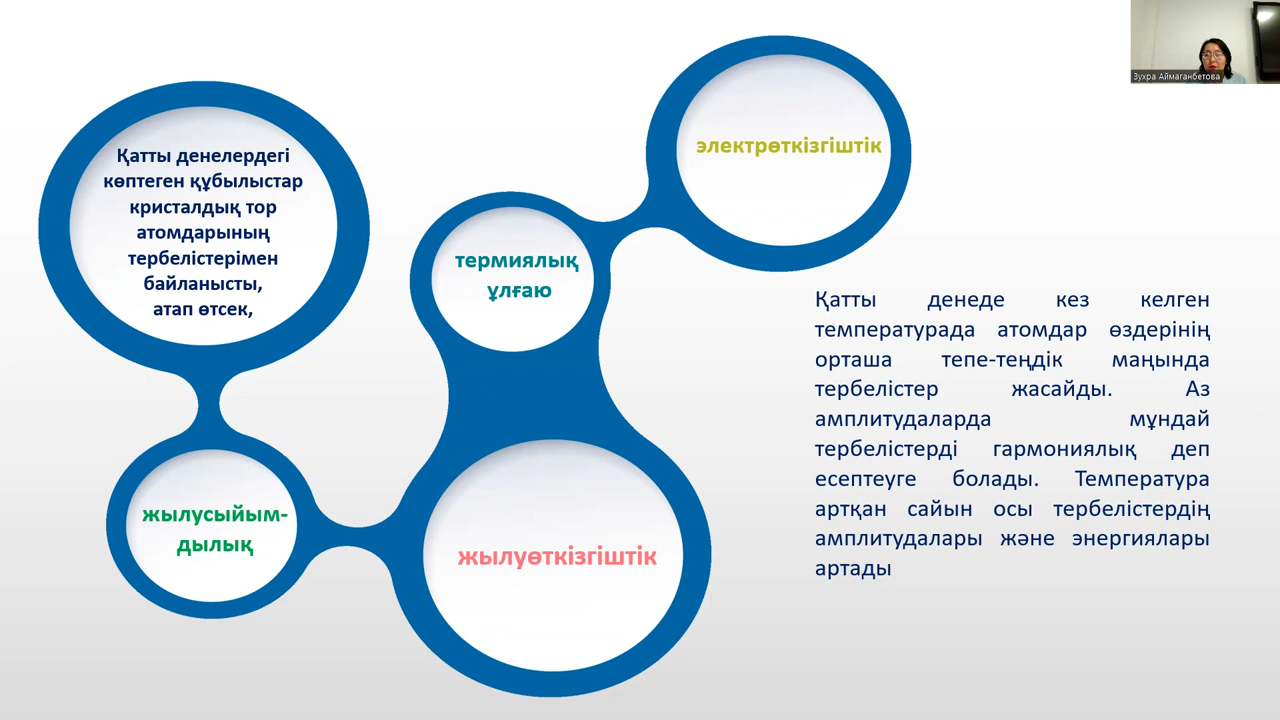 Зухра Аймаганбетова
Қатты денелердегі
көптеген құбылыстар
кристалдық тор
атомдарының
тербелістерімен
байланысты,
атап өтсек,
жылусыйым-
дылық
термиялық
ұлғаю
жылуөткізгіштік
электрөткізгіштік
Қатты денеде кез келген
температурада атомдар өздерінің
орташа тепе-теңдік маңында
тербелістер жасайды. Аз
амплитудаларда мұндай
тербелістерді гармониялық деп
есептеуге болады. Температура
артқан сайын осы тербелістердің
амплитудалары және энергиялары
артады